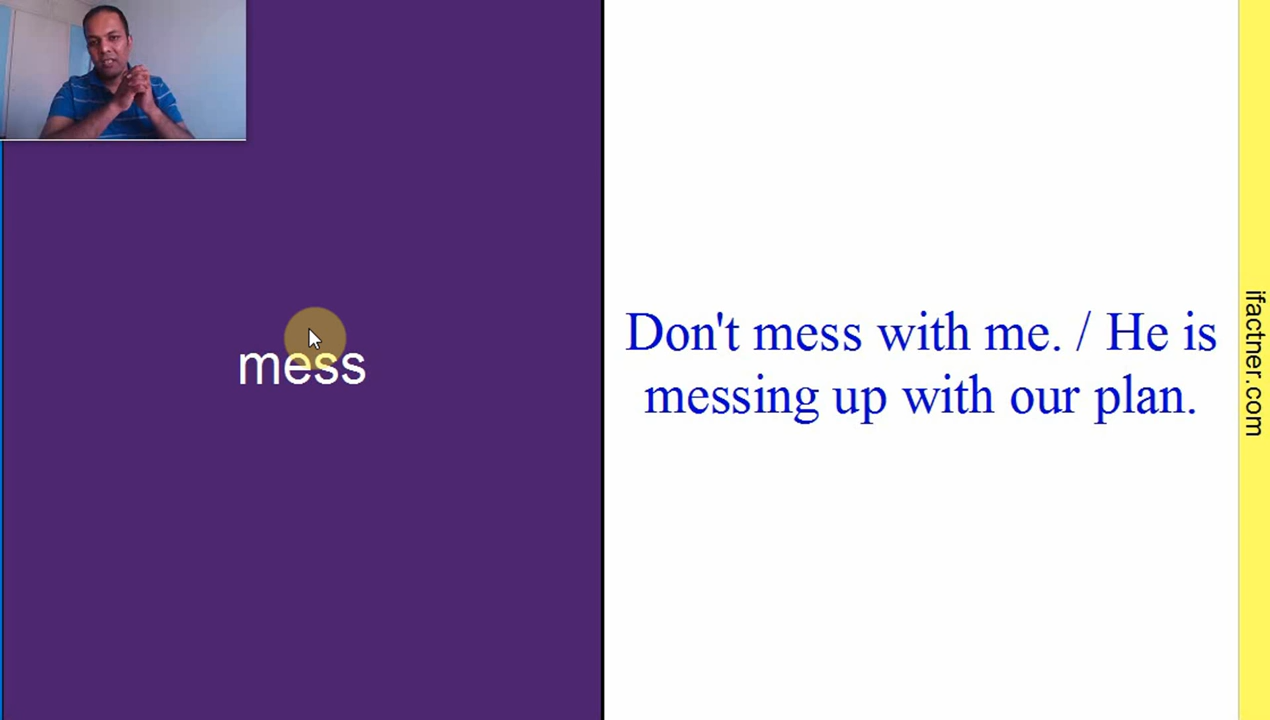 mess
Don't mess with me. / He is
messing up with our plan.
ifactner.com